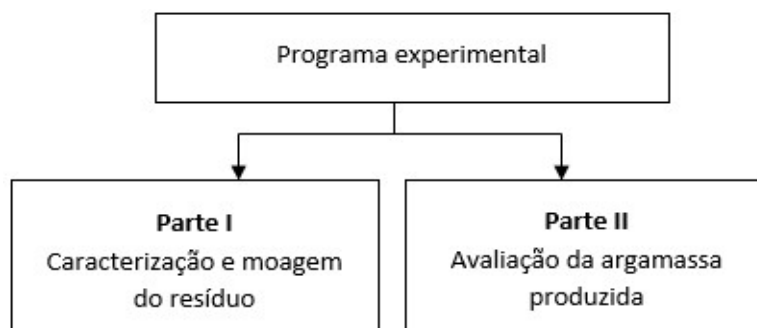 Programa experimental
Parte I
Caracterização e moagem
do resíduo
Parte II
Avaliação da argamassa
produzida